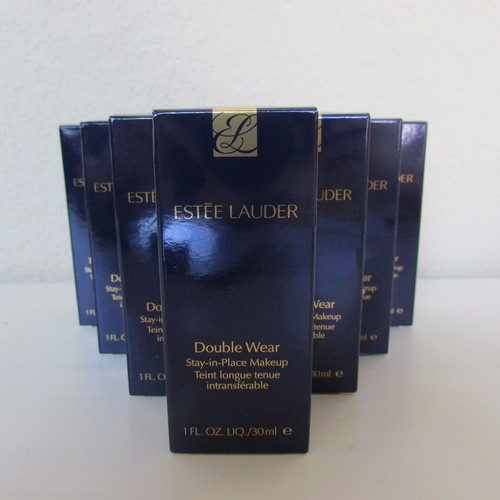 EL
ESTĒE LAUDER
Double Wear
Stay-in-Place Makeup
Teint longue tenue
intransférable
1 FL. OZ. LIQ./30 ml e